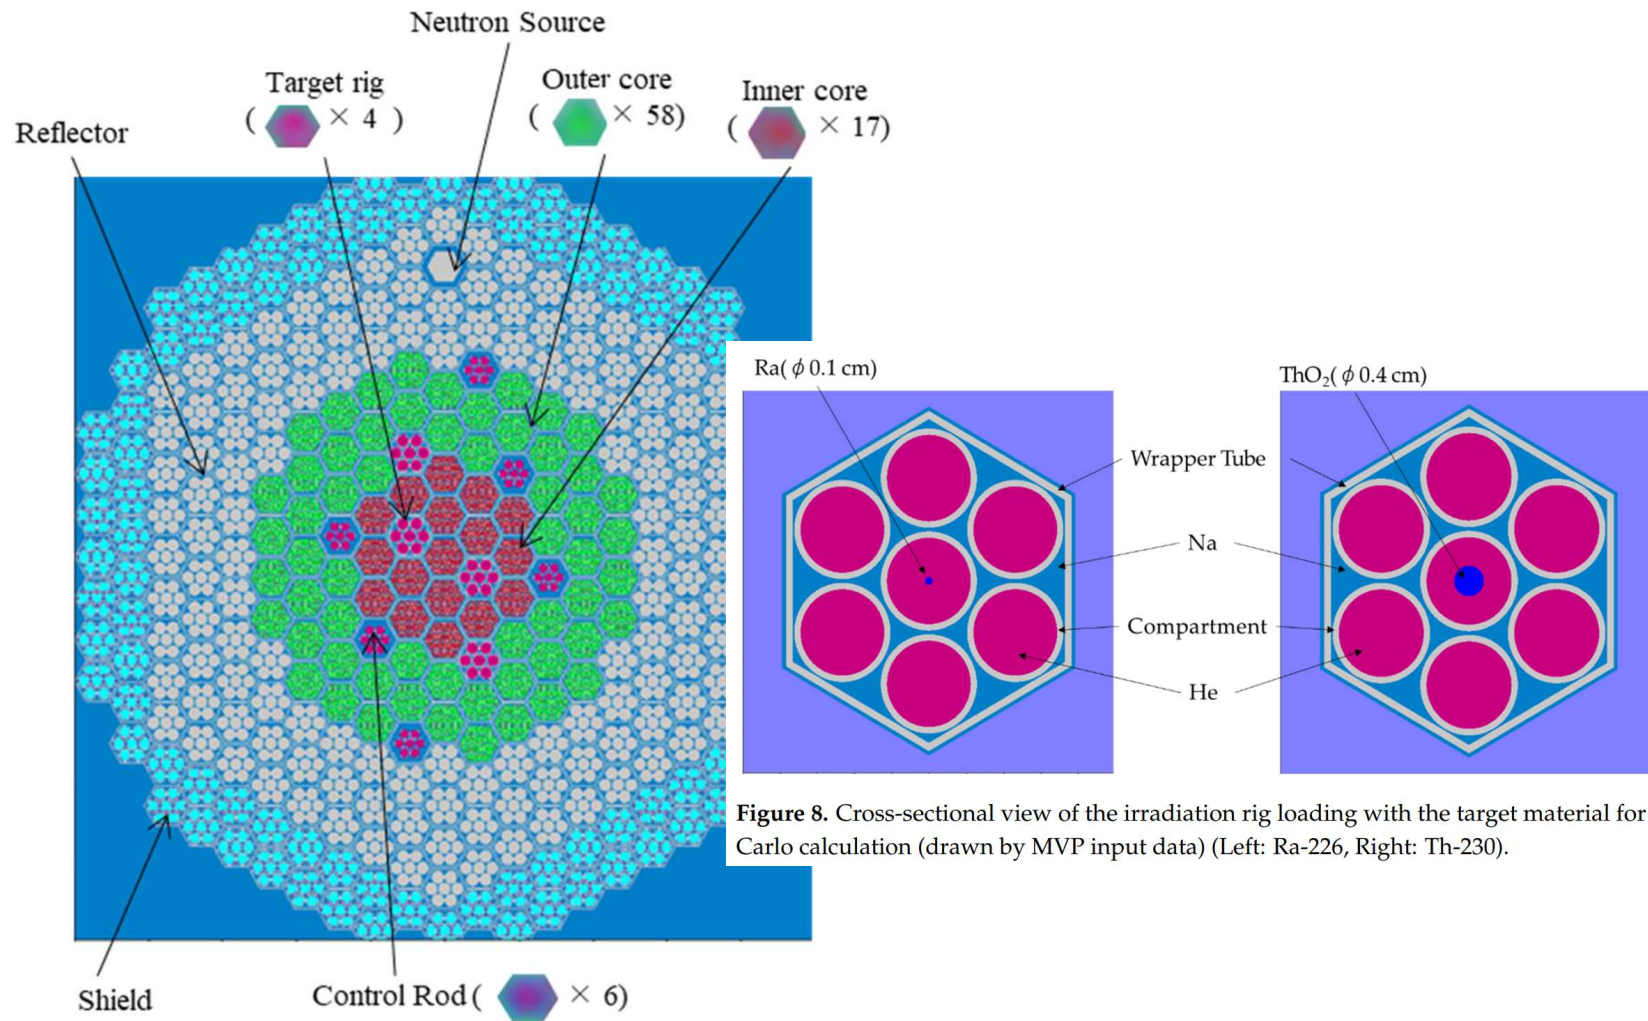 Neutron Source
Target rig
( × 4 )
Outer core
( × 58)
Inner core
( × 17)
Reflector
Shield
Control Rod ( × 6)
Ra(ϕ 0.1 cm)
ThO₂(ϕ 0.4 cm)
Wrapper Tube
Na
Compartment
He
Figure 8. Cross-sectional view of the irradiation rig loading with the target material for
Carlo calculation (drawn by MVP input data) (Left: Ra-226, Right: Th-230).